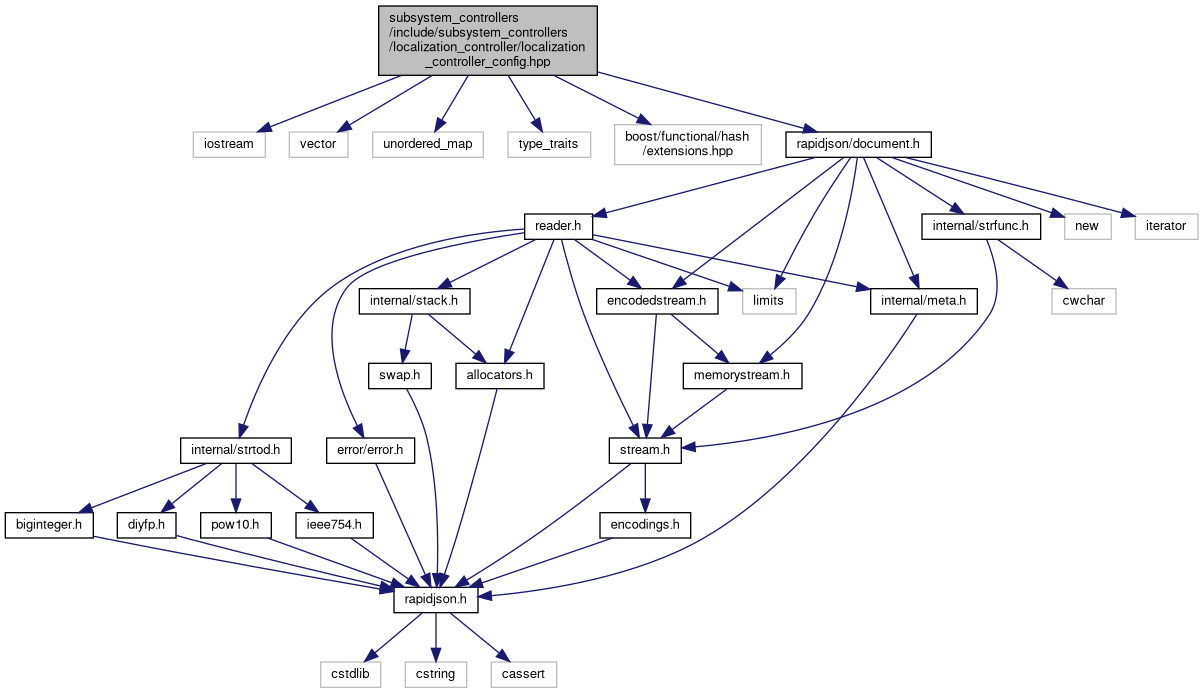 subsystem_controllers
/include/subsystem_controllers
/localization_controller/localization
_controller_config.hpp
iostream
vector
unordered_map
type_traits
boost/functional/hash
/extensions.hpp
rapidjson/document.h
reader.h
internal/strfunc.h
new
iterator
internal/stack.h
encodedstream.h
limits
internal/meta.h
cwchar
swap.h
allocators.h
memorystream.h
internal/strtod.h
error/error.h
stream.h
biginteger.h
diyfp.h
pow10.h
ieee754.h
encodings.h
rapidjson.h
cstdlib
cstring
cassert